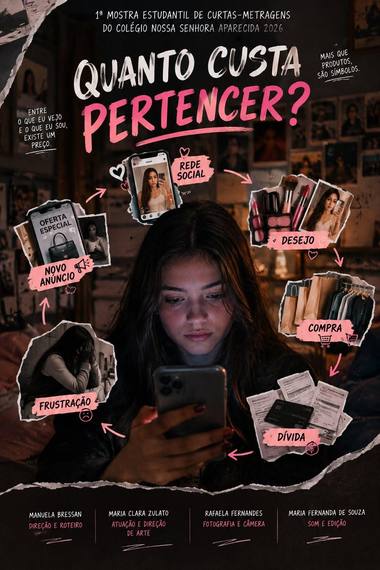 1ª MOSTRA ESTUDANTIL DE CURTAS-METRAGENS
DO COLÉGIO NOSSA SENHORA APARECIDA 2026
QUANTO CUSTA
PERTENCER?
MAIS QUE
PRODUTOS,
SÃO SÍMBOLOS.
ENTRE
O QUE EU VEJO
E O QUE EU SOU,
EXISTE UM
PREÇO.
REDE
SOCIAL
DESEJO
COMPRA
DÍVIDA
FRUSTRAÇÃO
OFERTA
ESPECIAL
NOVO
ANÚNCIO
MANUELA BRESSAN
DIREÇÃO E ROTEIRO
MARIA CLARA ZULATO
ATUAÇÃO E DIREÇÃO
DE ARTE
RAFAELA FERNANDES
FOTOGRAFIA E CÂMERA
MARIA FERNANDA DE SOUZA
SOM E EDIÇÃO